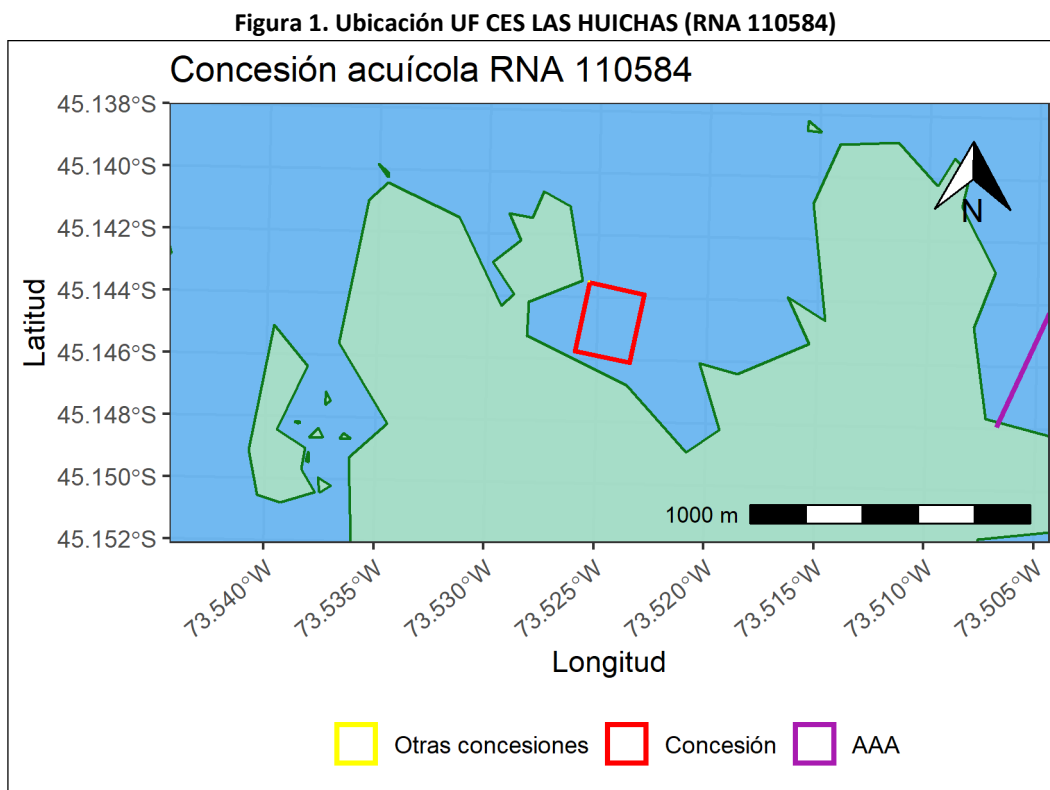 Figura 1. Ubicación UF CES LAS HUICHAS (RNA 110584)
Concesión acuícola RNA 110584
45.138°S
45.140°S
45.142°S
45.144°S
45.146°S
45.148°S
45.150°S
45.152°S
Latitud
N
1000 m
73.540°W
73.535°W
73.530°W
73.525°W
73.520°W
73.515°W
73.510°W
73.505°W
Longitud
Otras concesiones
Concesión
AAA